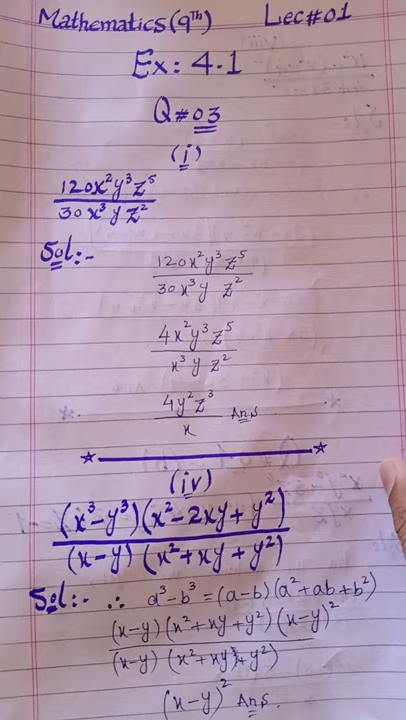 Mathematics (9Th) Lec#01
Ex: 4.1
Q#03
(i)
120x²y³z⁵
30x³yz²
Sol:-
120x²y³z⁵
30x³y z²
4x²y³z⁵
x³yz²
4y²z³
x Ans
(iv)
(x³-y³)(x²-2xy+y²)
(x-y)(x²+xy+y²)
Sol:- ∴ a³-b³=(a-b)(a²+ab+b²)
(x-y)(x²+xy+y²)(x-y)²
(x-y)(x²+xy+y²)
(x-y)² Ans.